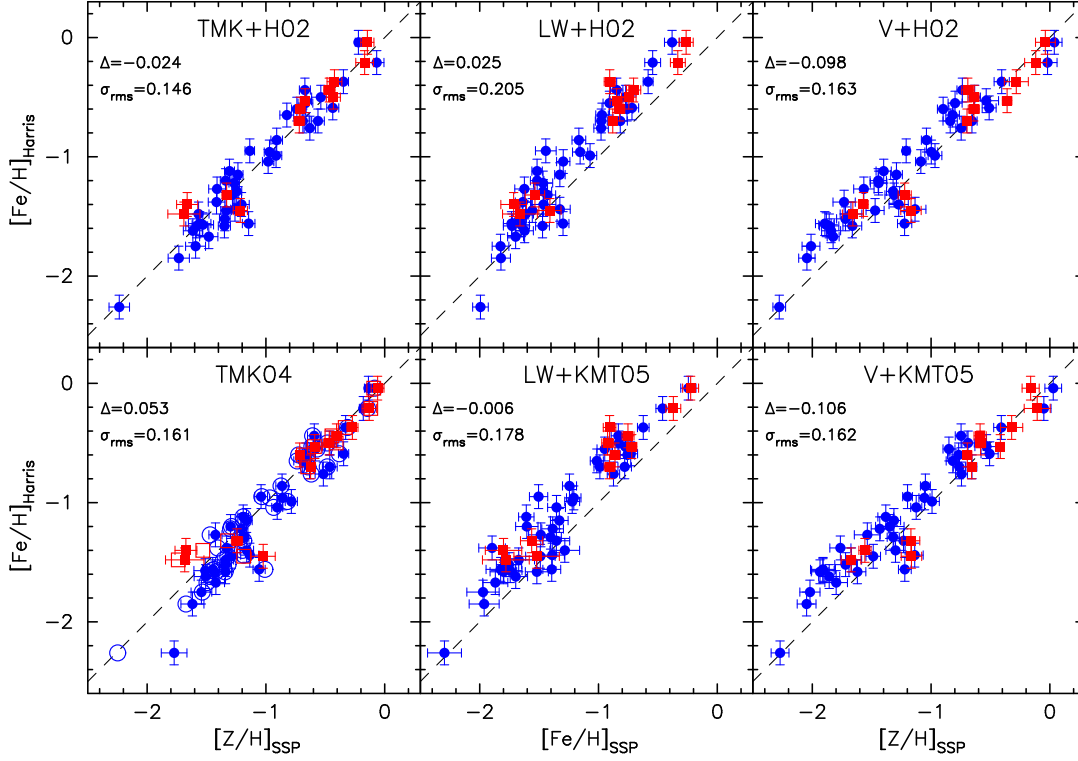 TMK+H02
Δ=−0.024
σrms=0.146
LW+H02
Δ=0.025
σrms=0.205
V+H02
Δ=−0.098
σrms=0.163
0
−1
−2
[Fe/H]Harris
TMK04
Δ=0.053
σrms=0.161
LW+KMT05
Δ=−0.006
σrms=0.178
V+KMT05
Δ=−0.106
σrms=0.162
0
−1
−2
[Fe/H]Harris
−2 −1 0
−2 −1 0
−2 −1 0
[Z/H]SSP
[Fe/H]SSP
[Z/H]SSP